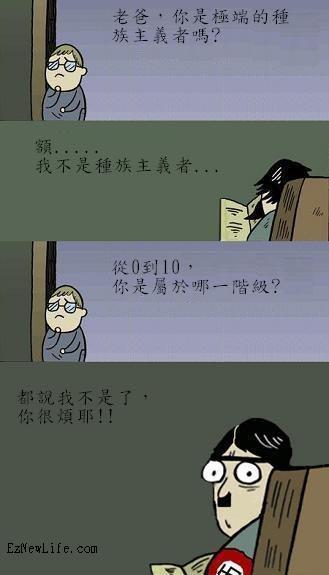 老爸，你是極端的種
族主義者嗎?
額.....
我不是種族主義者...
從0到10，
你是屬於哪一階級?
都說我不是了，
你很煩耶!!
EzNewLife.com